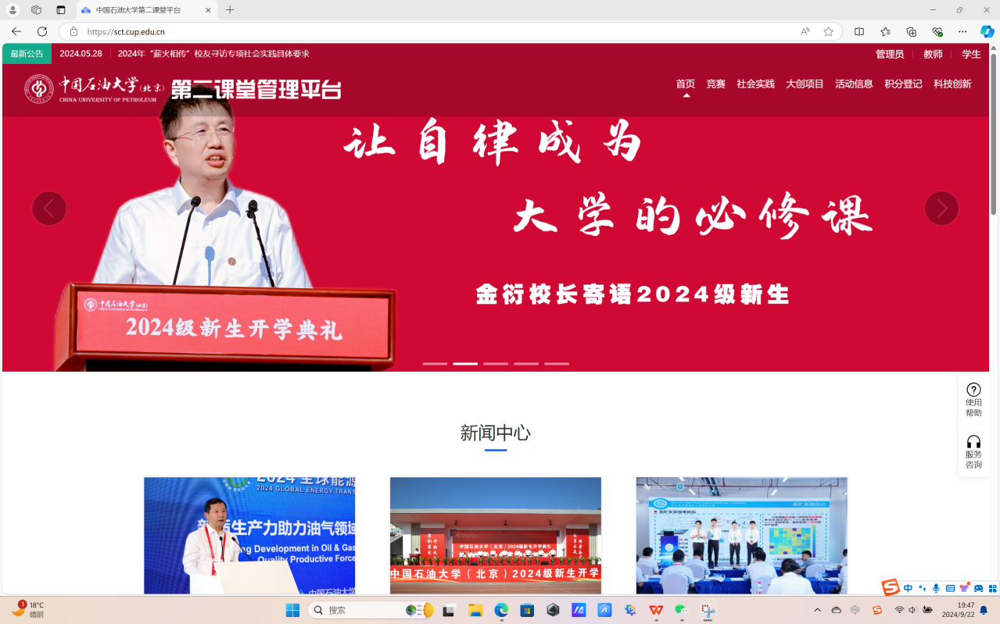 中国石油大学第二课堂平台
https://sct.cup.edu.cn
最新公告
2024.05.28
2024年“薪火相传”校友寻访专项社会实践具体要求
管理员
教师
学生
中国石油大学(北京)
CHINA UNIVERSITY OF PETROLEUM
第二课堂管理平台
首页 竞赛 社会实践 大创项目 活动信息 积分登记 科技创新
让自律成为
大学的必修课
金衍校长寄语2024级新生
中国石油大学(北京)
CHINA UNIVERSITY OF PETROLEUM
2024级新生开学典礼
使用
帮助
服务
咨询
新闻中心
2024 全球能源
2024 GLOBAL ENERGY TRANS
生产力助力油气领域
ng Development in Oil & Gas
Quality Productive Force
中国石油大学
中国石油大学(北京)2024级新生开学典礼
中国石油大学(北京)2024级新生开学
采矿系统优化
中
1
18°C
晴朗
搜索
中
19:47
2024/9/22